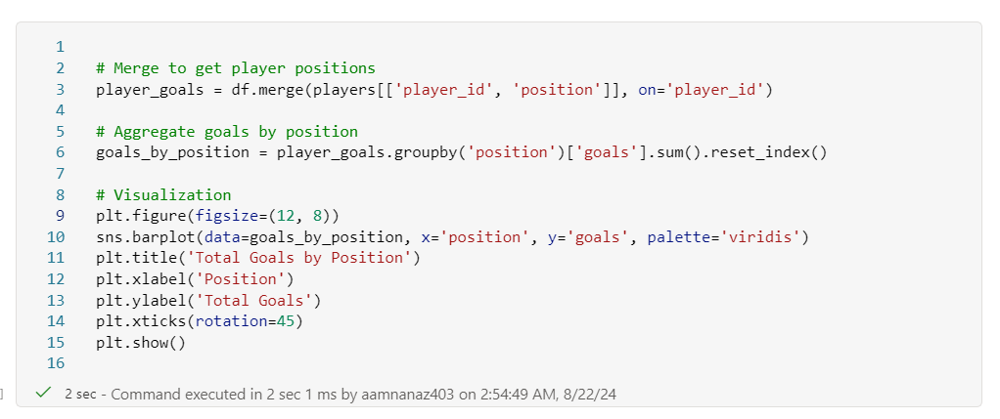 1
2 # Merge to get player positions
3 player_goals = df.merge(players[['player_id', 'position']], on='player_id')
4
5 # Aggregate goals by position
6 goals_by_position = player_goals.groupby('position')['goals'].sum().reset_index()
7
8 # Visualization
9 plt.figure(figsize=(12, 8))
10 sns.barplot(data=goals_by_position, x='position', y='goals', palette='viridis')
11 plt.title('Total Goals by Position')
12 plt.xlabel('Position')
13 plt.ylabel('Total Goals')
14 plt.xticks(rotation=45)
15 plt.show()
16
] 2 sec - Command executed in 2 sec 1 ms by aamnanaz403 on 2:54:49 AM, 8/22/24